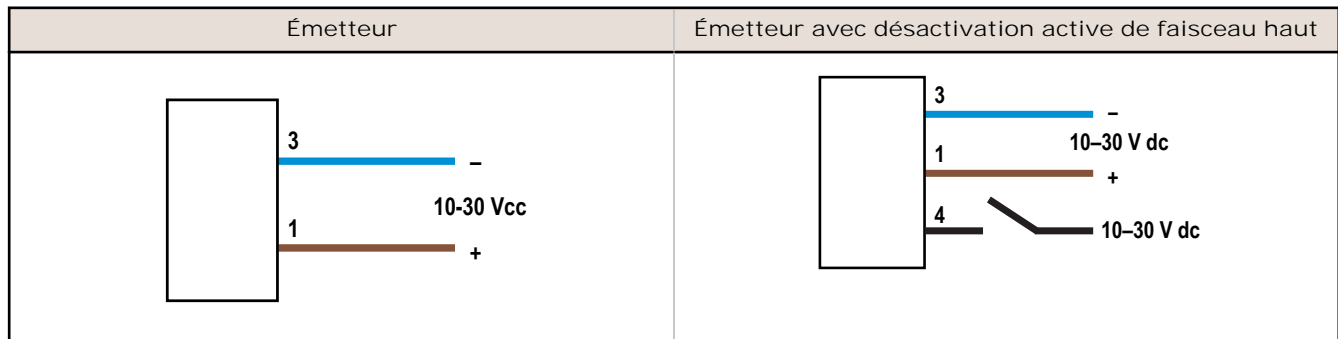 Émetteur
Émetteur avec désactivation active de faisceau haut
3
–
10-30 Vcc
1
+
3
–
10–30 V dc
1
+
4
10–30 V dc